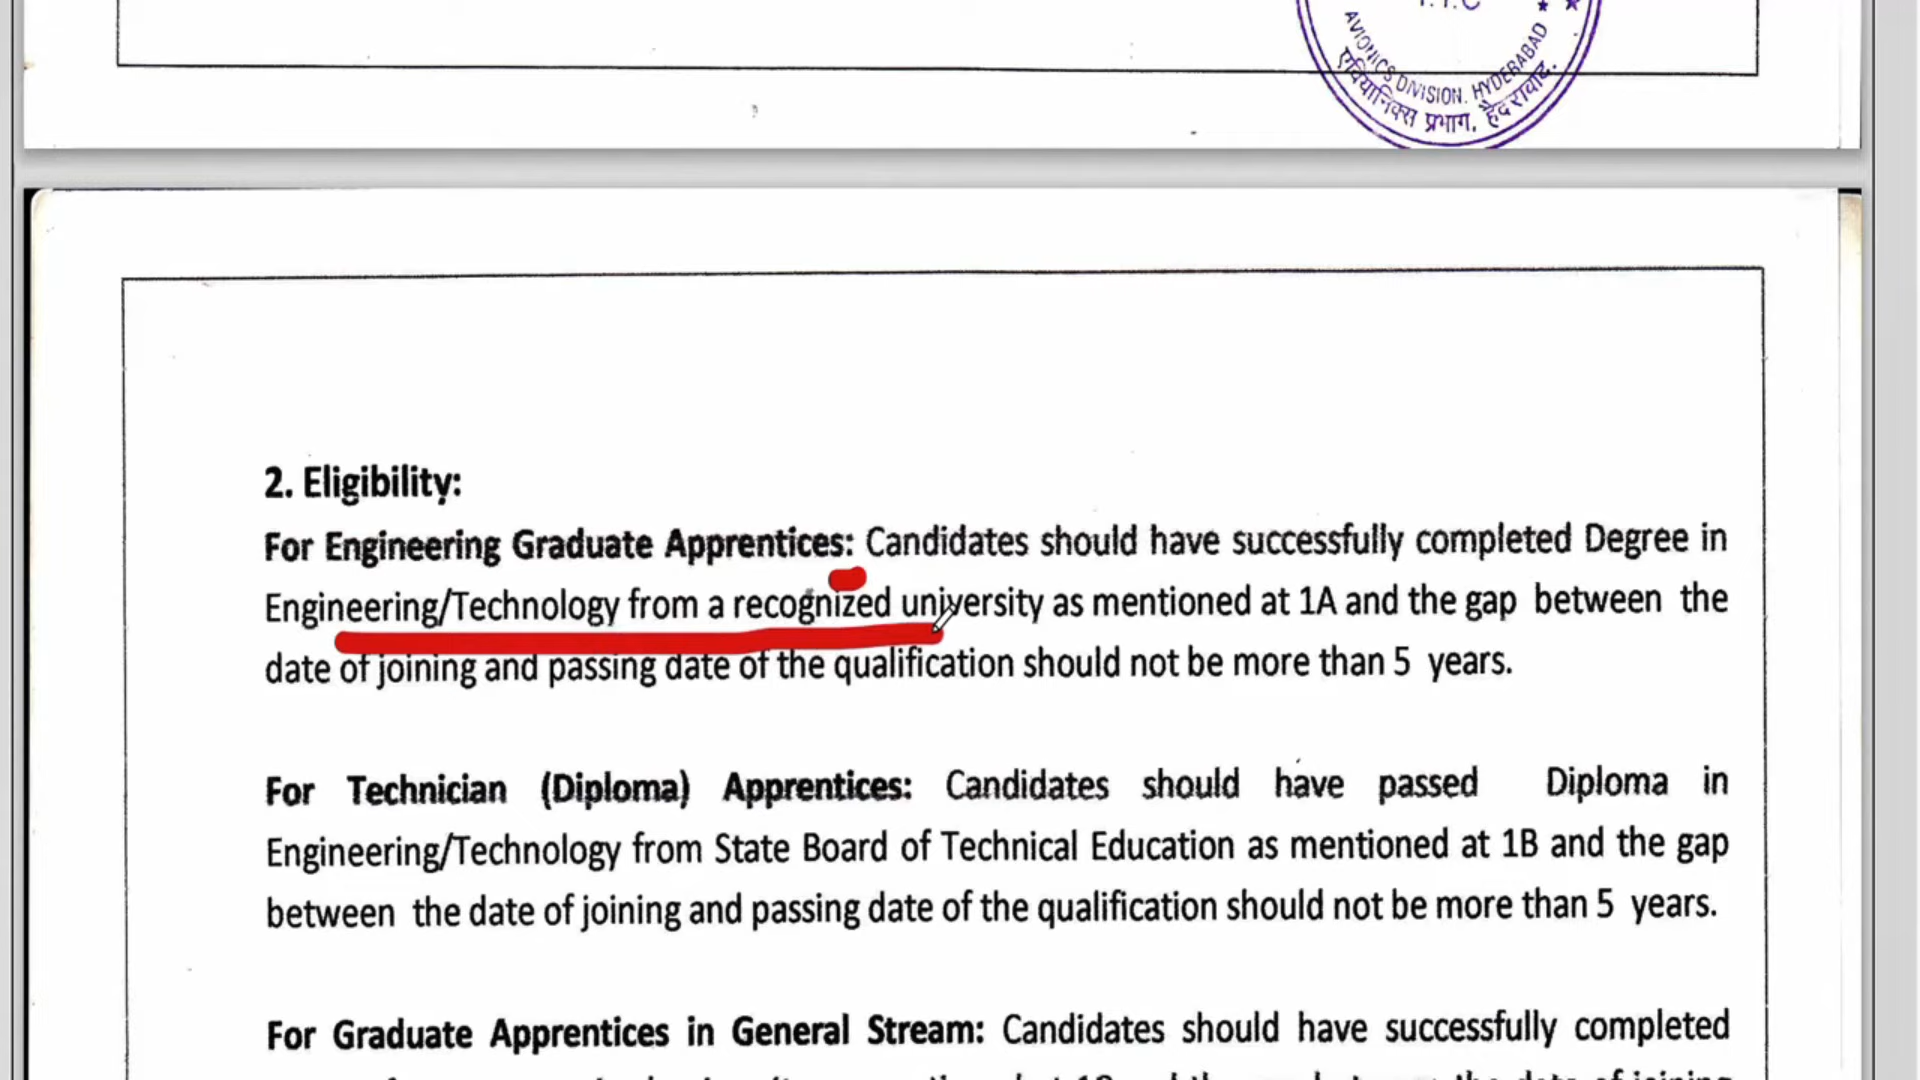 AVIONICS DIVISION. HYDERABAD
एवियानिक्स प्रभाग, हैदराबाद.
2. Eligibility:
For Engineering Graduate Apprentices: Candidates should have successfully completed Degree in
Engineering/Technology from a recognized university as mentioned at 1A and the gap between the
date of joining and passing date of the qualification should not be more than 5 years.
For Technician (Diploma) Apprentices: Candidates should have passed Diploma in
Engineering/Technology from State Board of Technical Education as mentioned at 1B and the gap
between the date of joining and passing date of the qualification should not be more than 5 years.
For Graduate Apprentices in General Stream: Candidates should have successfully completed